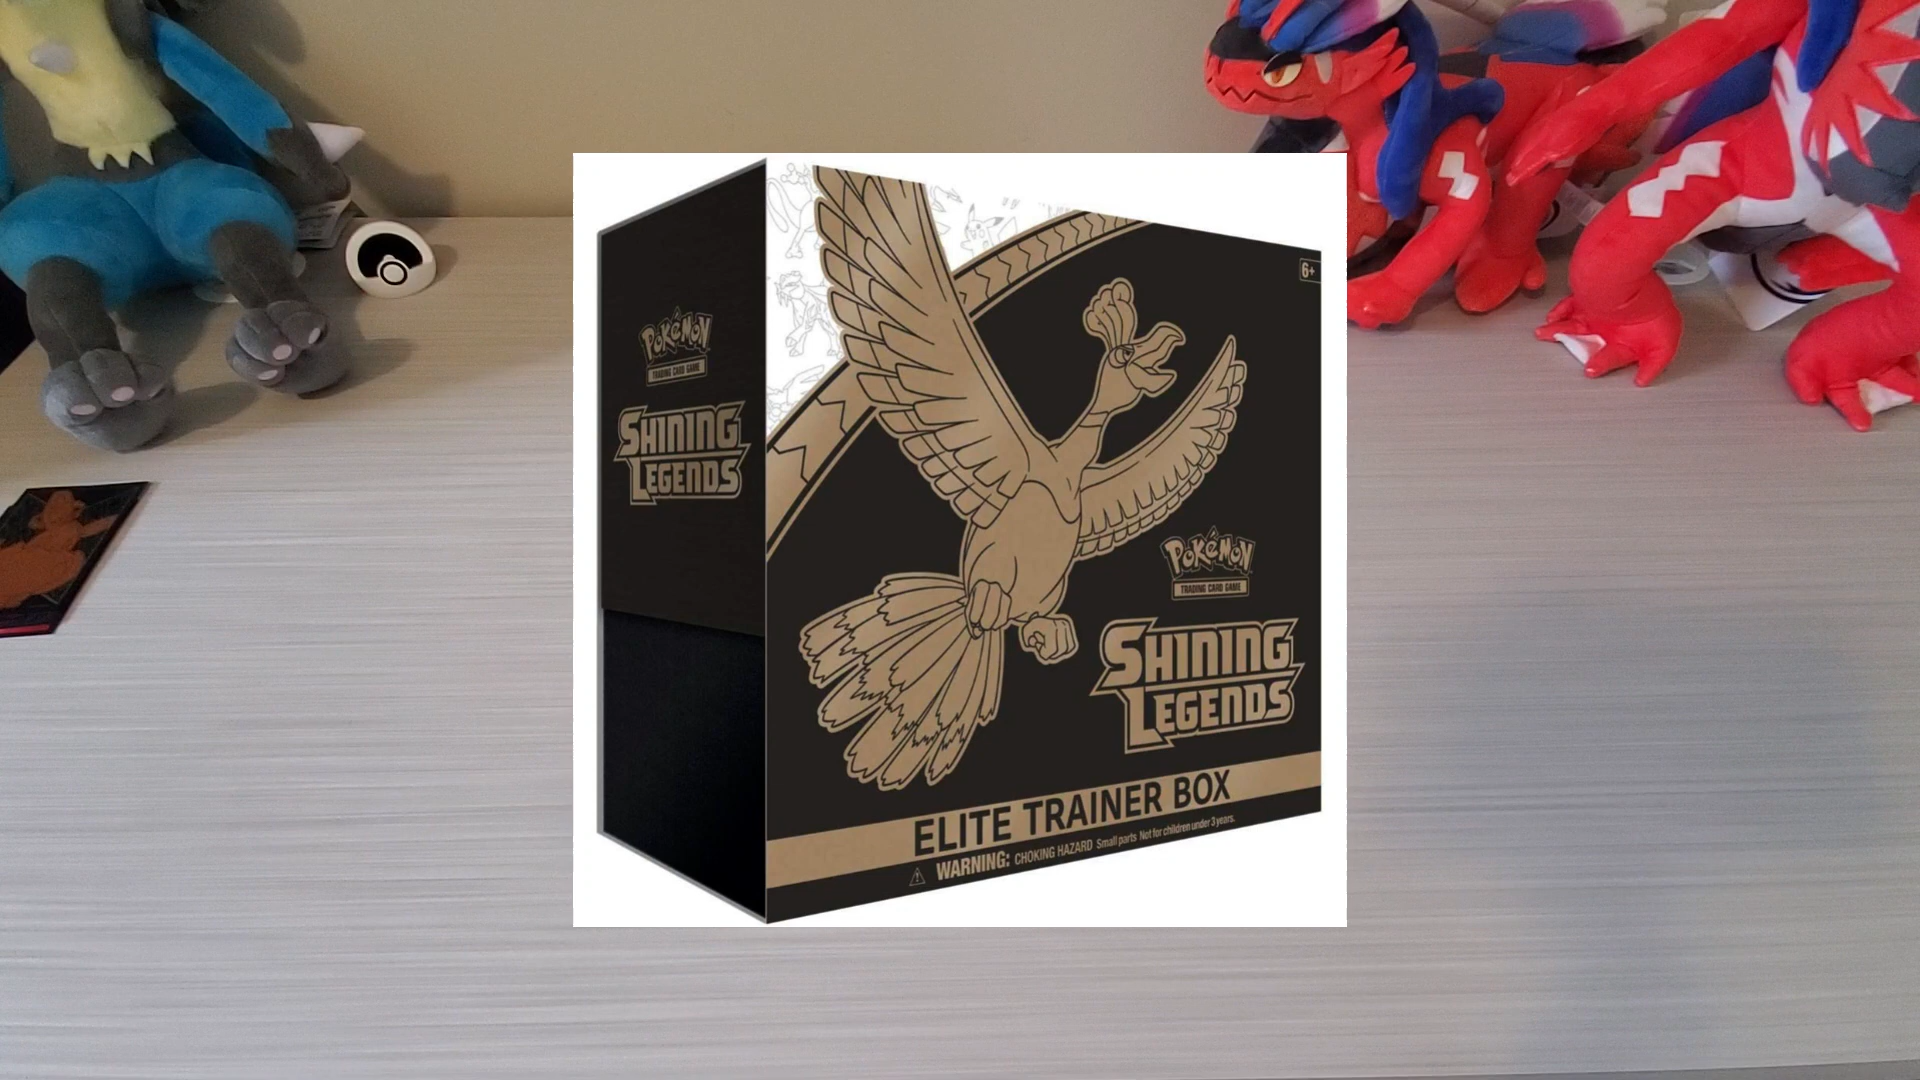 POKéMON
TRADING CARD GAME
SHINING
LEGENDS
6+
POKéMON
TRADING CARD GAME
SHINING
LEGENDS
ELITE TRAINER BOX
WARNING: CHOKING HAZARD Small parts Not for children under 3 years.